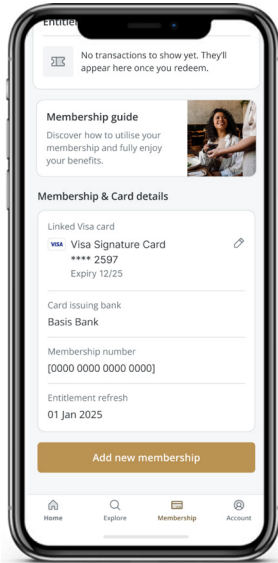 No transactions to show yet. They'll
appear here once you redeem.
Membership guide
Discover how to utilise your
membership and fully enjoy
your benefits.
Membership & Card details
Linked Visa card
VISA Visa Signature Card
**** 2597
Expiry 12/25
Card issuing bank
Basis Bank
Membership number
[0000 0000 0000 0000]
Entitlement refresh
01 Jan 2025
Add new membership
Home Explore Membership Account